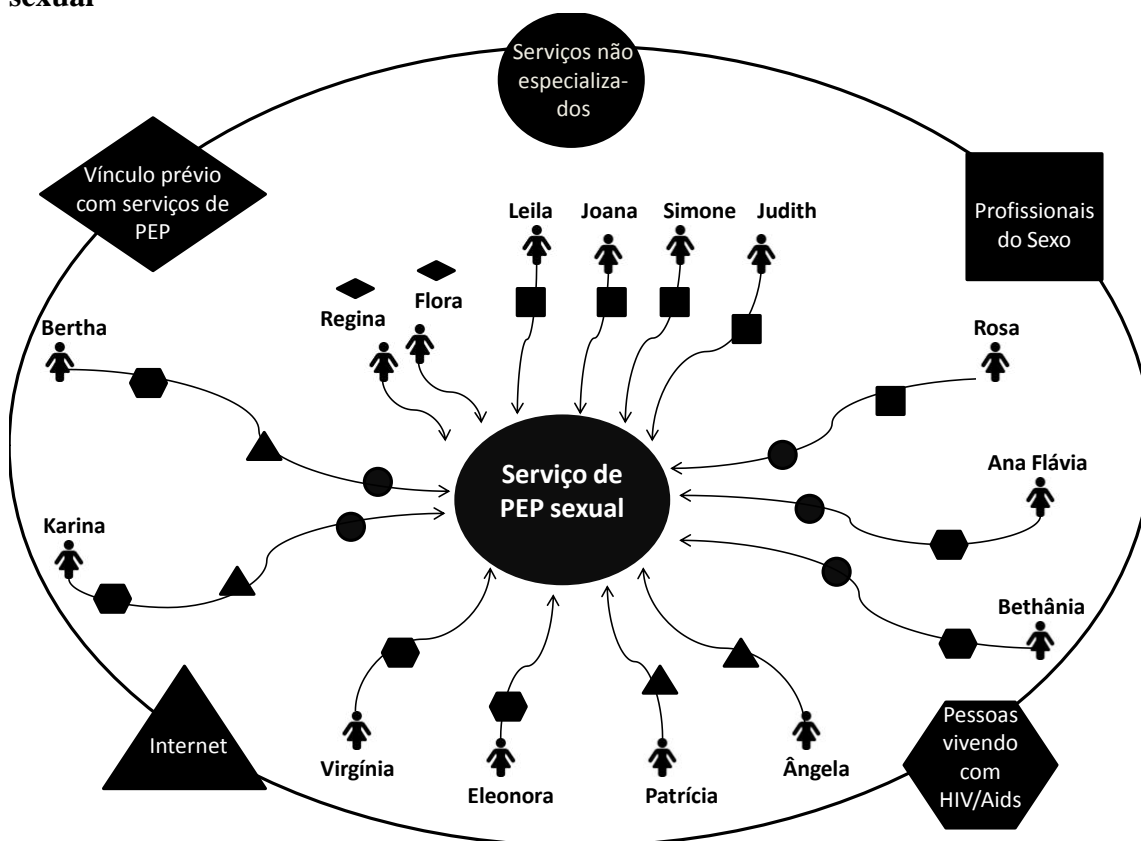 sexual
Serviços não
especializa-
dos
Vínculo prévio
com serviços de
PEP
Profissionais
do Sexo
Leila
Joana
Simone
Judith
Flora
Regina
Bertha
Rosa
Serviço de
PEP sexual
Ana Flávia
Karina
Bethânia
Internet
Virgínia
Eleonora
Patrícia
Ângela
Pessoas
vivendo
com
HIV/Aids